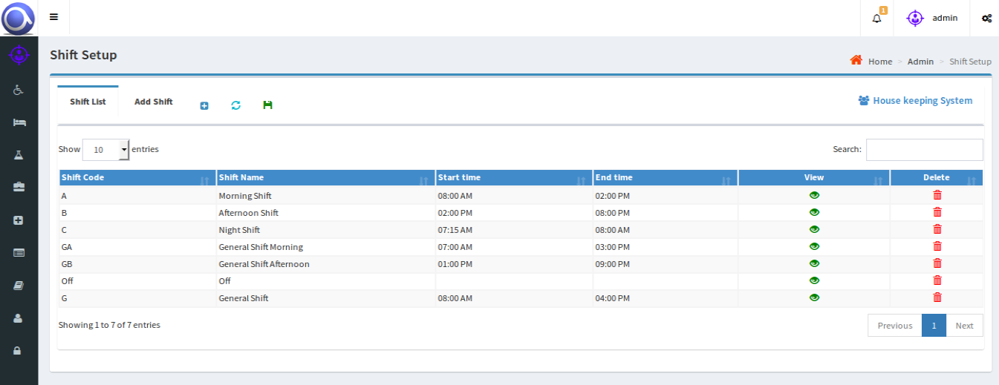 1
admin
Shift Setup
Home > Admin > Shift Setup
Shift List Add Shift House keeping System
Show 10 entries Search:
Shift Code Shift Name Start time End time View Delete
A Morning Shift 08:00 AM 02:00 PM
B Afternoon Shift 02:00 PM 08:00 PM
C Night Shift 07:15 AM 08:00 AM
GA General Shift Morning 07:00 AM 03:00 PM
GB General Shift Afternoon 01:00 PM 09:00 PM
Off Off
G General Shift 08:00 AM 04:00 PM
Showing 1 to 7 of 7 entries Previous 1 Next